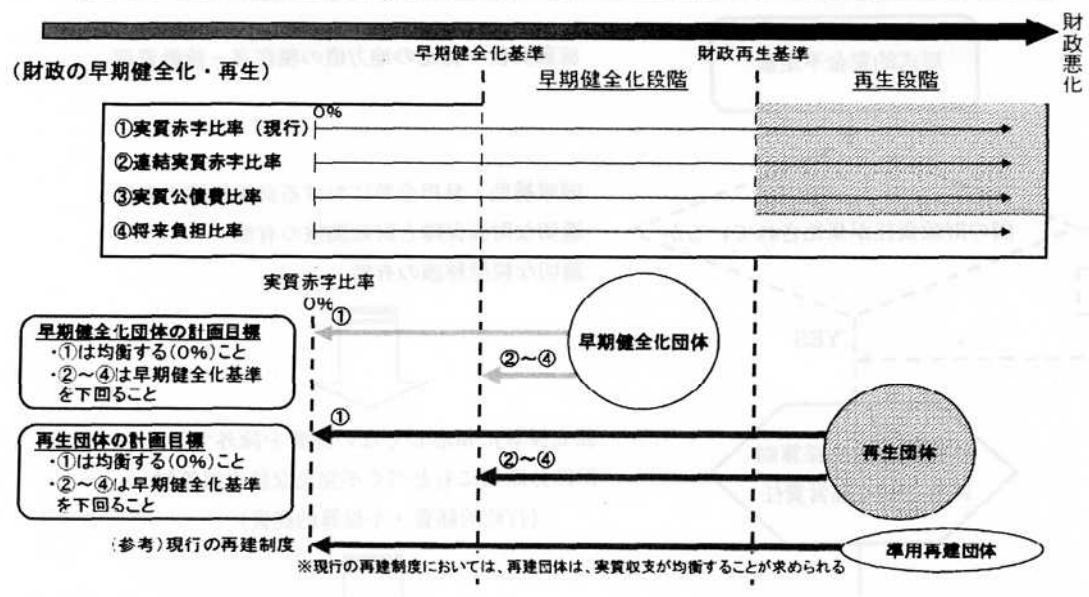 財政悪化
早期健全化基準
財政再生基準
(財政の早期健全化・再生)
早期健全化段階
再生段階
0%
①実質赤字比率 (現行)
②連結実質赤字比率
③実質公債費比率
④将来負担比率
実質赤字比率
0%
早期健全化団体の計画目標
・①は均衡する(0%)こと
・②~④は早期健全化基準
を下回ること
①
②~④
早期健全化団体
再生団体の計画目標
・①は均衡する(0%)こと
・②~④は早期健全化基準
を下回ること
①
②~④
再生団体
(参考)現行の再建制度
準用再建団体
※現行の再建制度においては、再建団体は、実質収支が均衡することが求められる